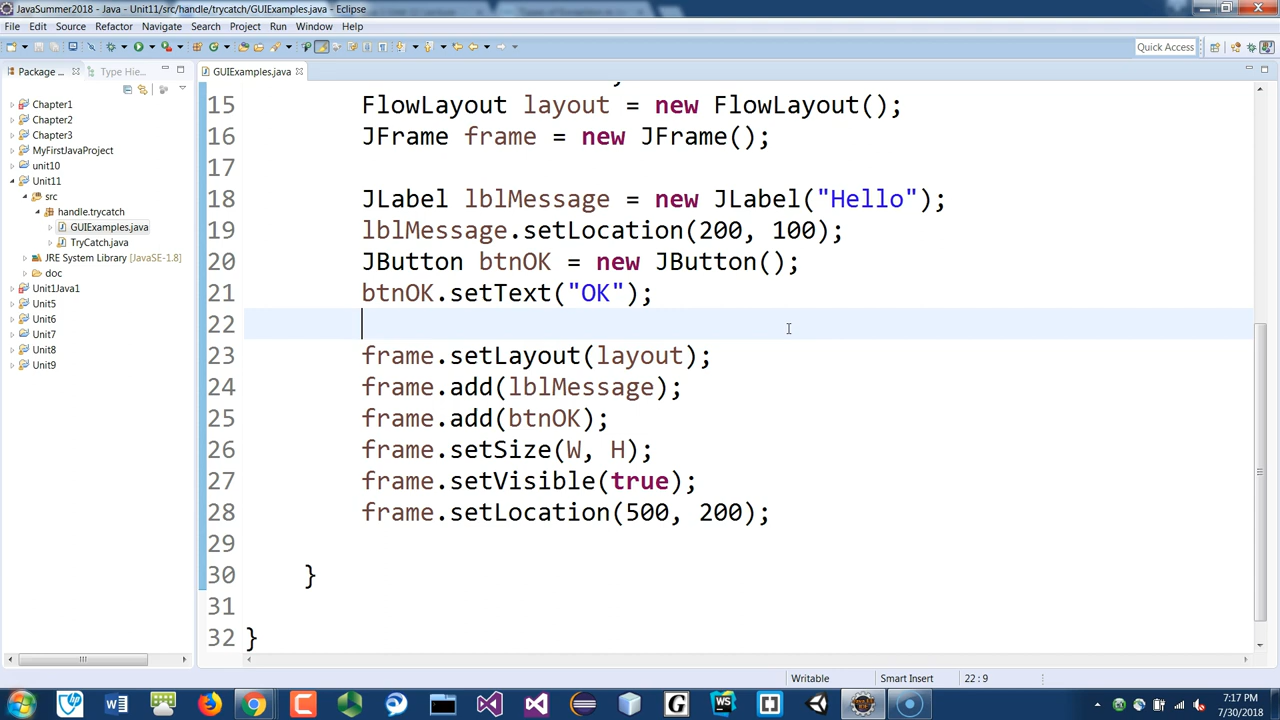 JavaSummer2018 - Java - Unit11/src/handle/trycatch/GUIExamples.java - Eclipse
File Edit Source Refactor Navigate Search Project Run Window Help
Quick Access
Package ... Type Hie...
GUIExamples.java
Chapter1
Chapter2
Chapter3
MyFirstJavaProject
unit10
Unit11
src
handle.trycatch
GUIExamples.java
TryCatch.java
JRE System Library [JavaSE-1.8]
doc
Unit1Java1
Unit5
Unit6
Unit7
Unit8
Unit9
15 FlowLayout layout = new FlowLayout();
16 JFrame frame = new JFrame();
17
18 JLabel lblMessage = new JLabel("Hello");
19 lblMessage.setLocation(200, 100);
20 JButton btnOK = new JButton();
21 btnOK.setText("OK");
22
23 frame.setLayout(layout);
24 frame.add(lblMessage);
25 frame.add(btnOK);
26 frame.setSize(W, H);
27 frame.setVisible(true);
28 frame.setLocation(500, 200);
29
30 }
31
32 }
Writable Smart Insert 22 : 9
7:17 PM
7/30/2018